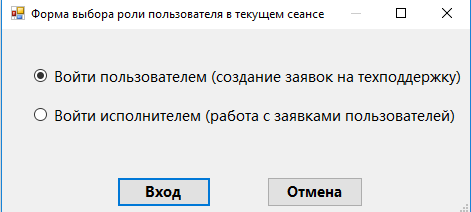 Форма выбора роли пользователя в текущем сеансе
Войти пользователем (создание заявок на техподдержку)
Войти исполнителем (работа с заявками пользователей)
Вход Отмена